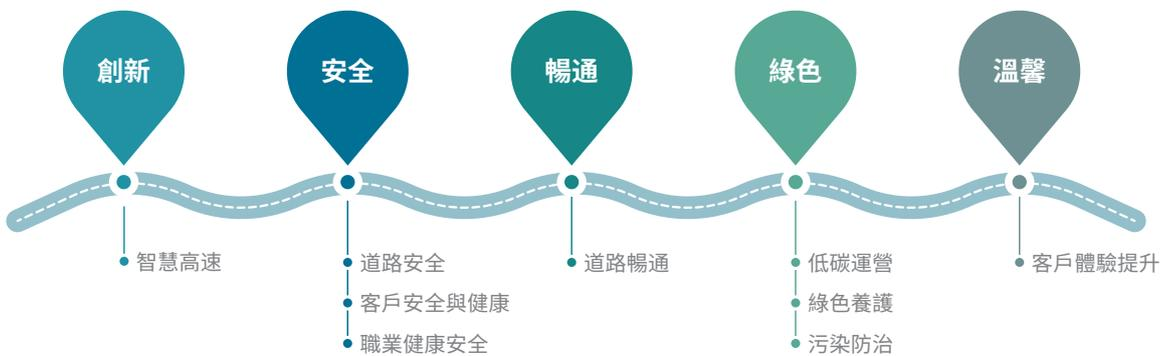 創新
安全
暢通
綠色
溫馨
智慧高速
道路安全
客戶安全與健康
職業健康安全
道路暢通
低碳運營
綠色養護
污染防治
客戶體驗提升